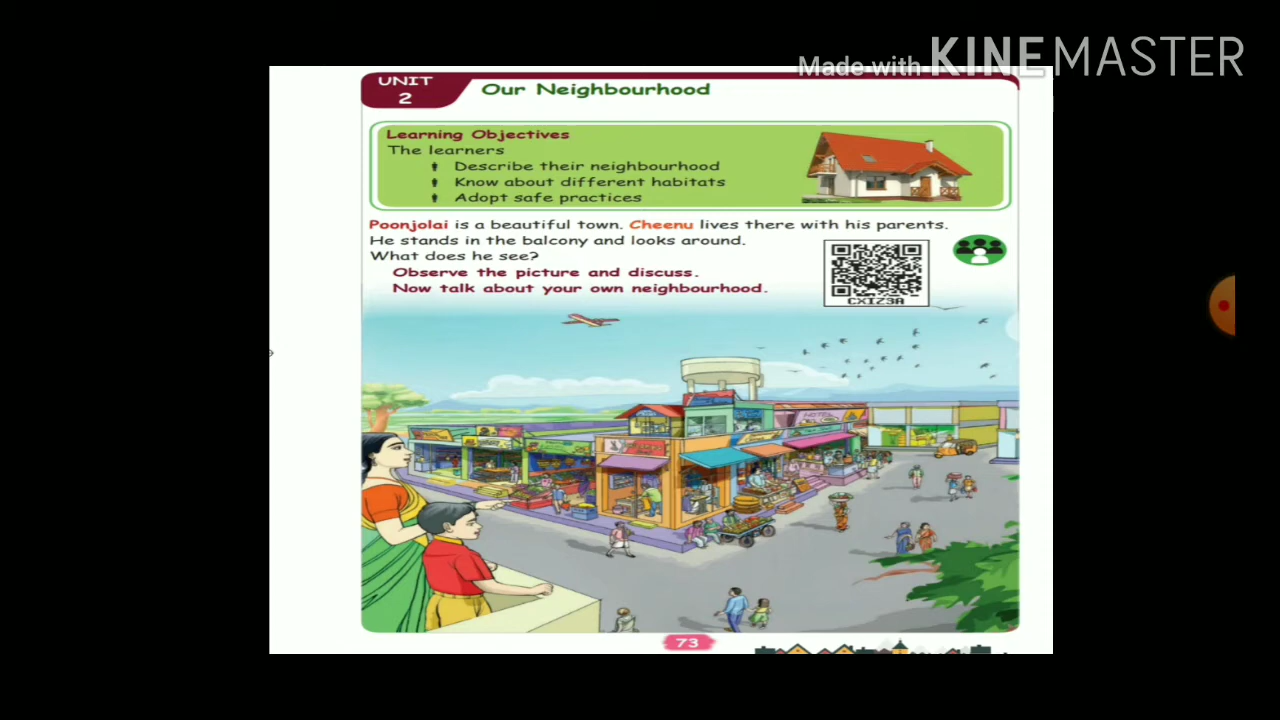 Made with KINEMASTER
UNIT
2
Our Neighbourhood
Learning Objectives
The learners
Describe their neighbourhood
Know about different habitats
Adopt safe practices
Poonjolai is a beautiful town. Cheenu lives there with his parents.
He stands in the balcony and looks around.
What does he see?
Observe the picture and discuss.
Now talk about your own neighbourhood.
CXIZ3A
HOTEL
73